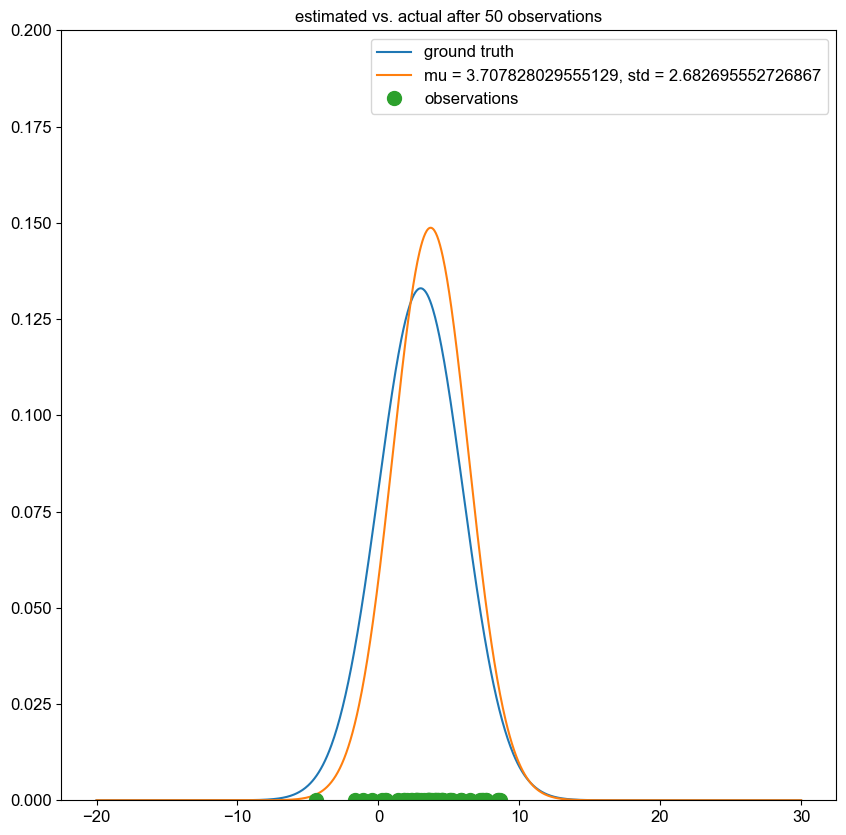 estimated vs. actual after 50 observations
0.200
ground truth
mu = 3.707828029555129, std = 2.682695552726867
observations
0.175
0.150
0.125
0.100
0.075
0.050
0.025
0.000
−20 −10 0 10 20 30